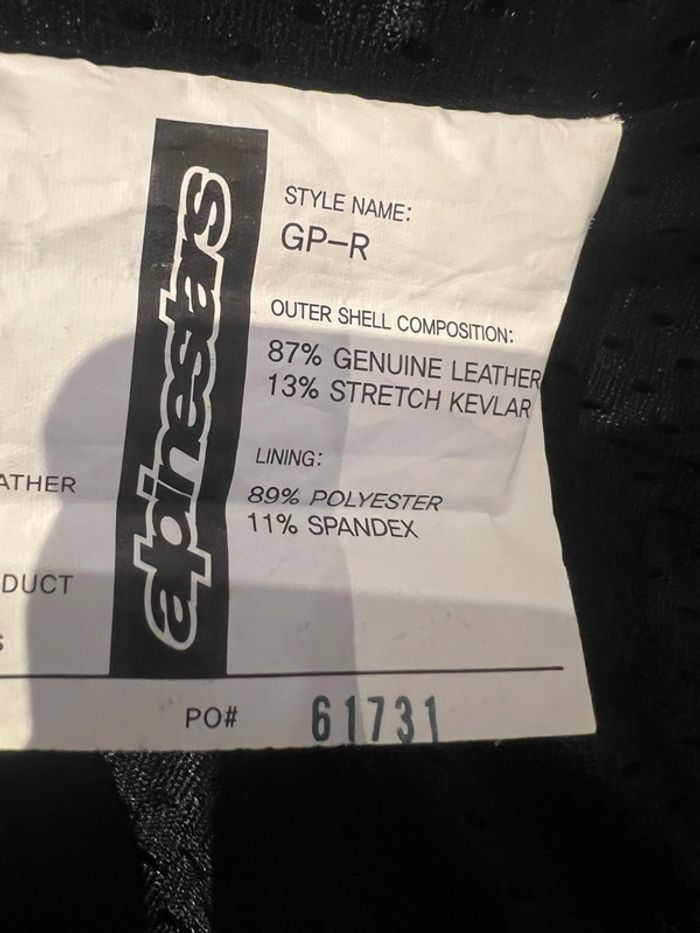 ATHER
DUCT
S
alpinestars
STYLE NAME:
GP–R
OUTER SHELL COMPOSITION:
87% GENUINE LEATHER
13% STRETCH KEVLAR
LINING:
89% POLYESTER
11% SPANDEX
PO# 61731